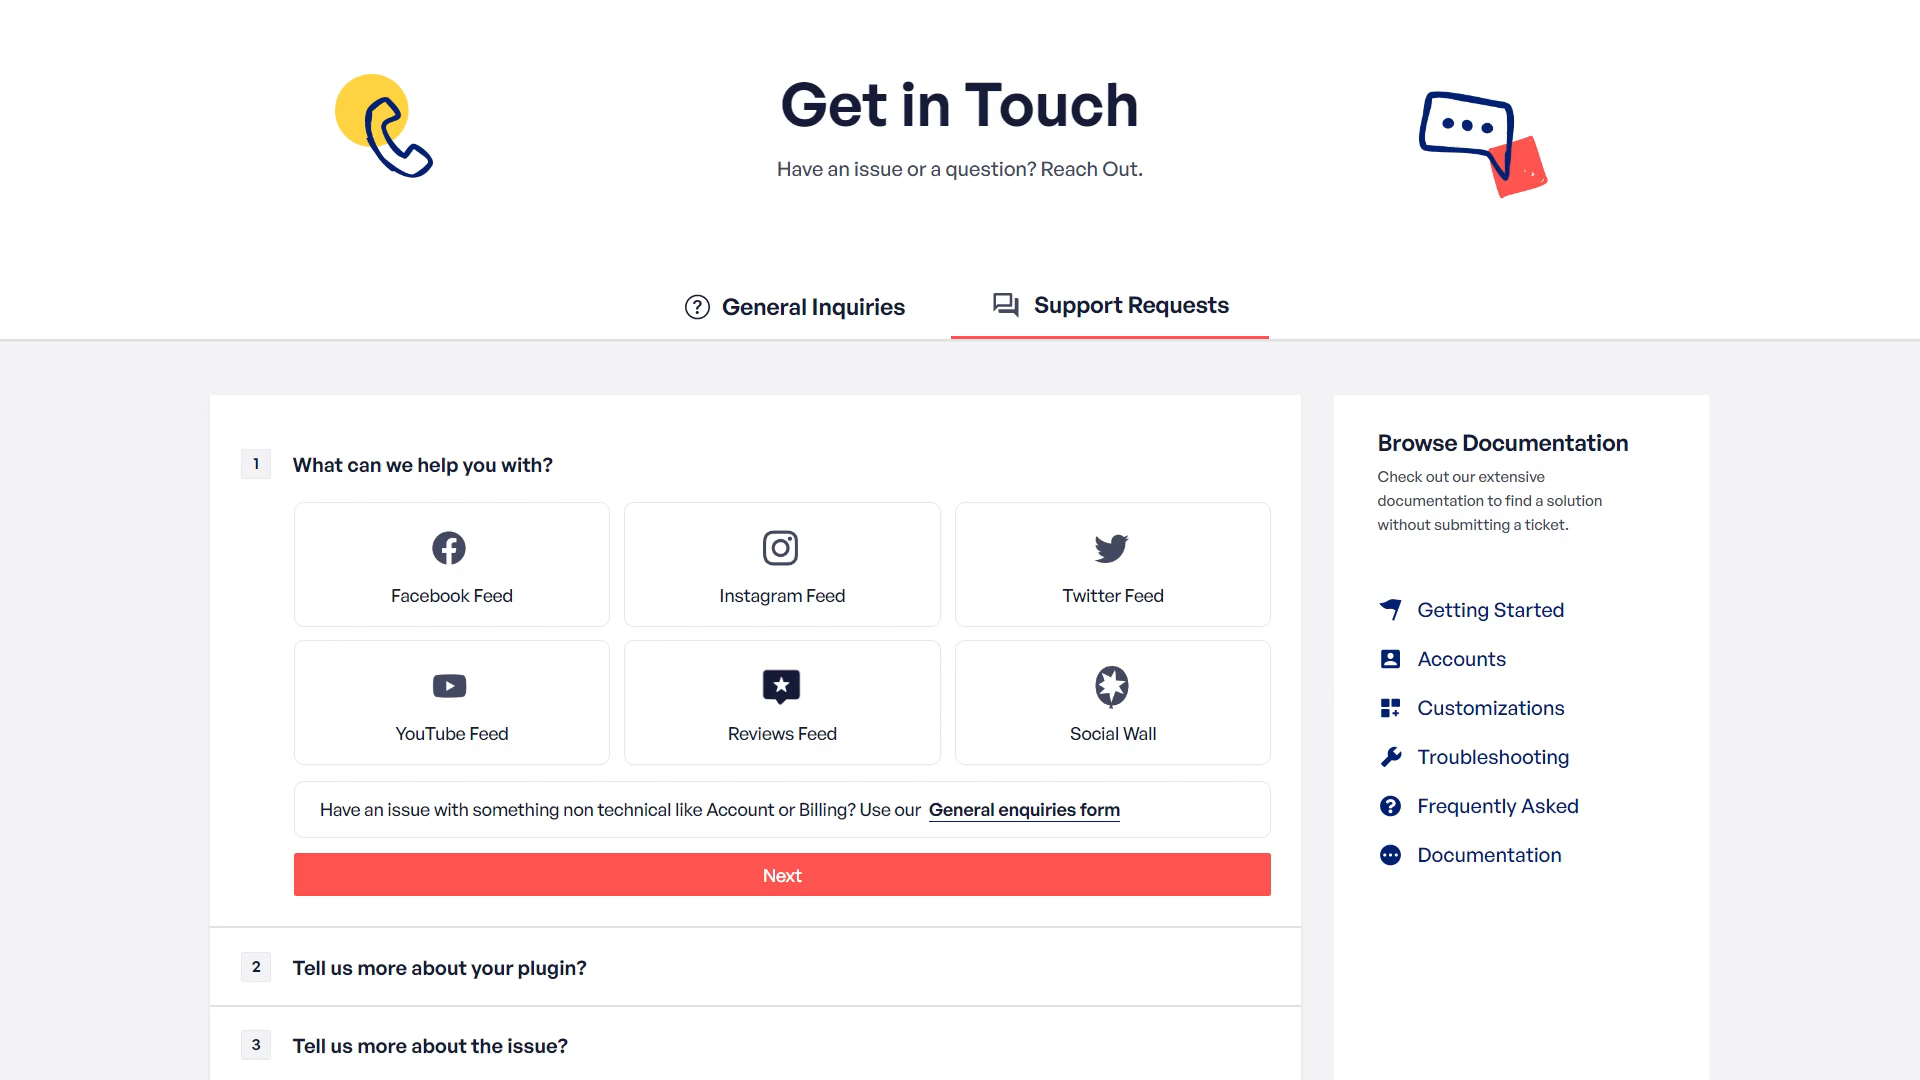 Get in Touch
Have an issue or a question? Reach Out.
General Inquiries
Support Requests
1
What can we help you with?
Facebook Feed
Instagram Feed
Twitter Feed
YouTube Feed
Reviews Feed
Social Wall
Have an issue with something non technical like Account or Billing? Use our General enquiries form
Next
2
Tell us more about your plugin?
3
Tell us more about the issue?
Browse Documentation
Check out our extensive
documentation to find a solution
without submitting a ticket.
Getting Started
Accounts
Customizations
Troubleshooting
Frequently Asked
Documentation